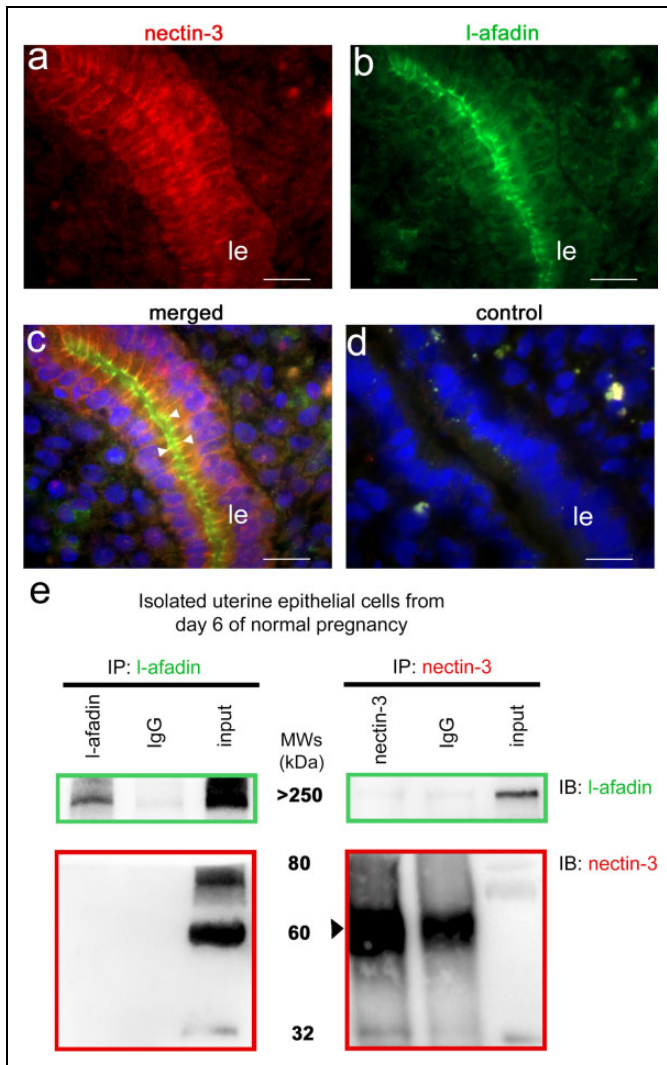 nectin-3
l-afadin
a
b
le
le
merged
control
c
d
le
le
e
Isolated uterine epithelial cells from
day 6 of normal pregnancy
IP: l-afadin
IP: nectin-3
l-afadin
IgG
input
MWs
(kDa)
nectin-3
IgG
input
>250
IB: l-afadin
80
IB: nectin-3
60
32